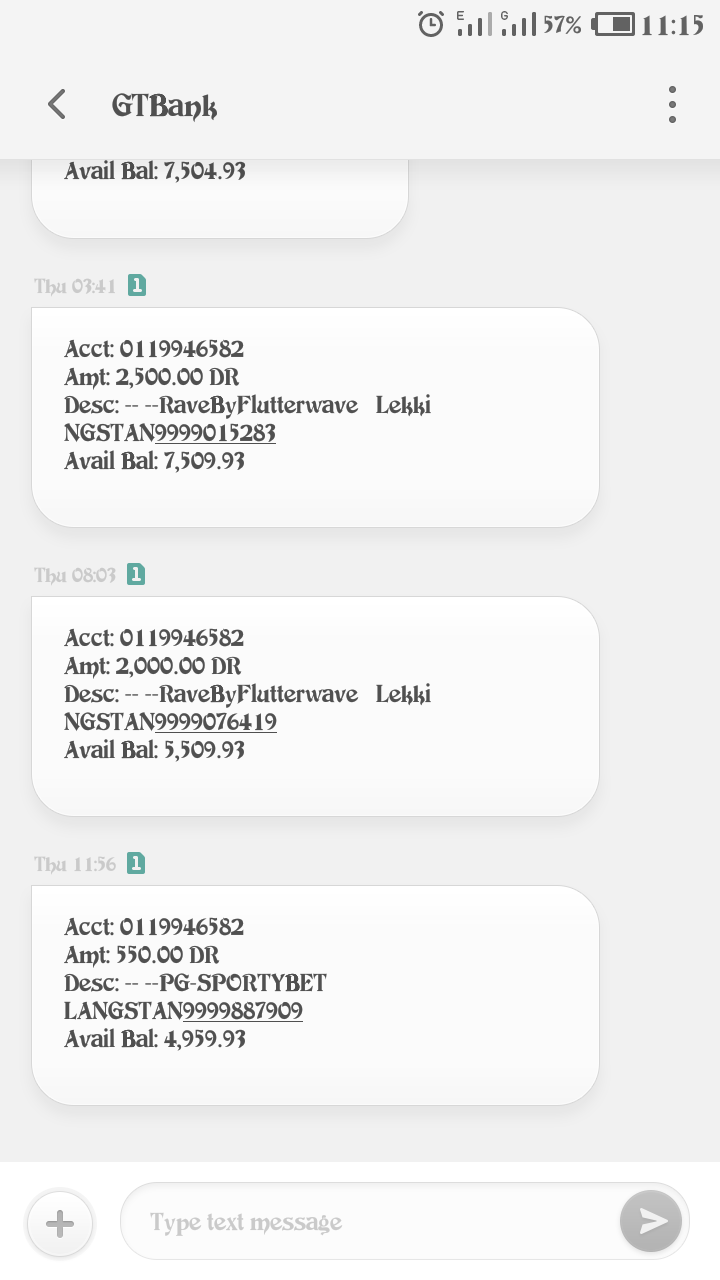 E G 57% 11:15
GTBank
Avail Bal: 7,504.93
Thu 03:41 1
Acct: 0119946582
Amt: 2,500.00 DR
Desc: -- --RaveByFlutterwave Lekki
NGSTAN9999015283
Avail Bal: 7,509.93
Thu 08:03 1
Acct: 0119946582
Amt: 2,000.00 DR
Desc: -- --RaveByFlutterwave Lekki
NGSTAN9999076419
Avail Bal: 5,509.93
Thu 11:56 1
Acct: 0119946582
Amt: 550.00 DR
Desc: -- --PG-SPORTYBET
LANGSTAN9999887909
Avail Bal: 4,959.93
Type text message